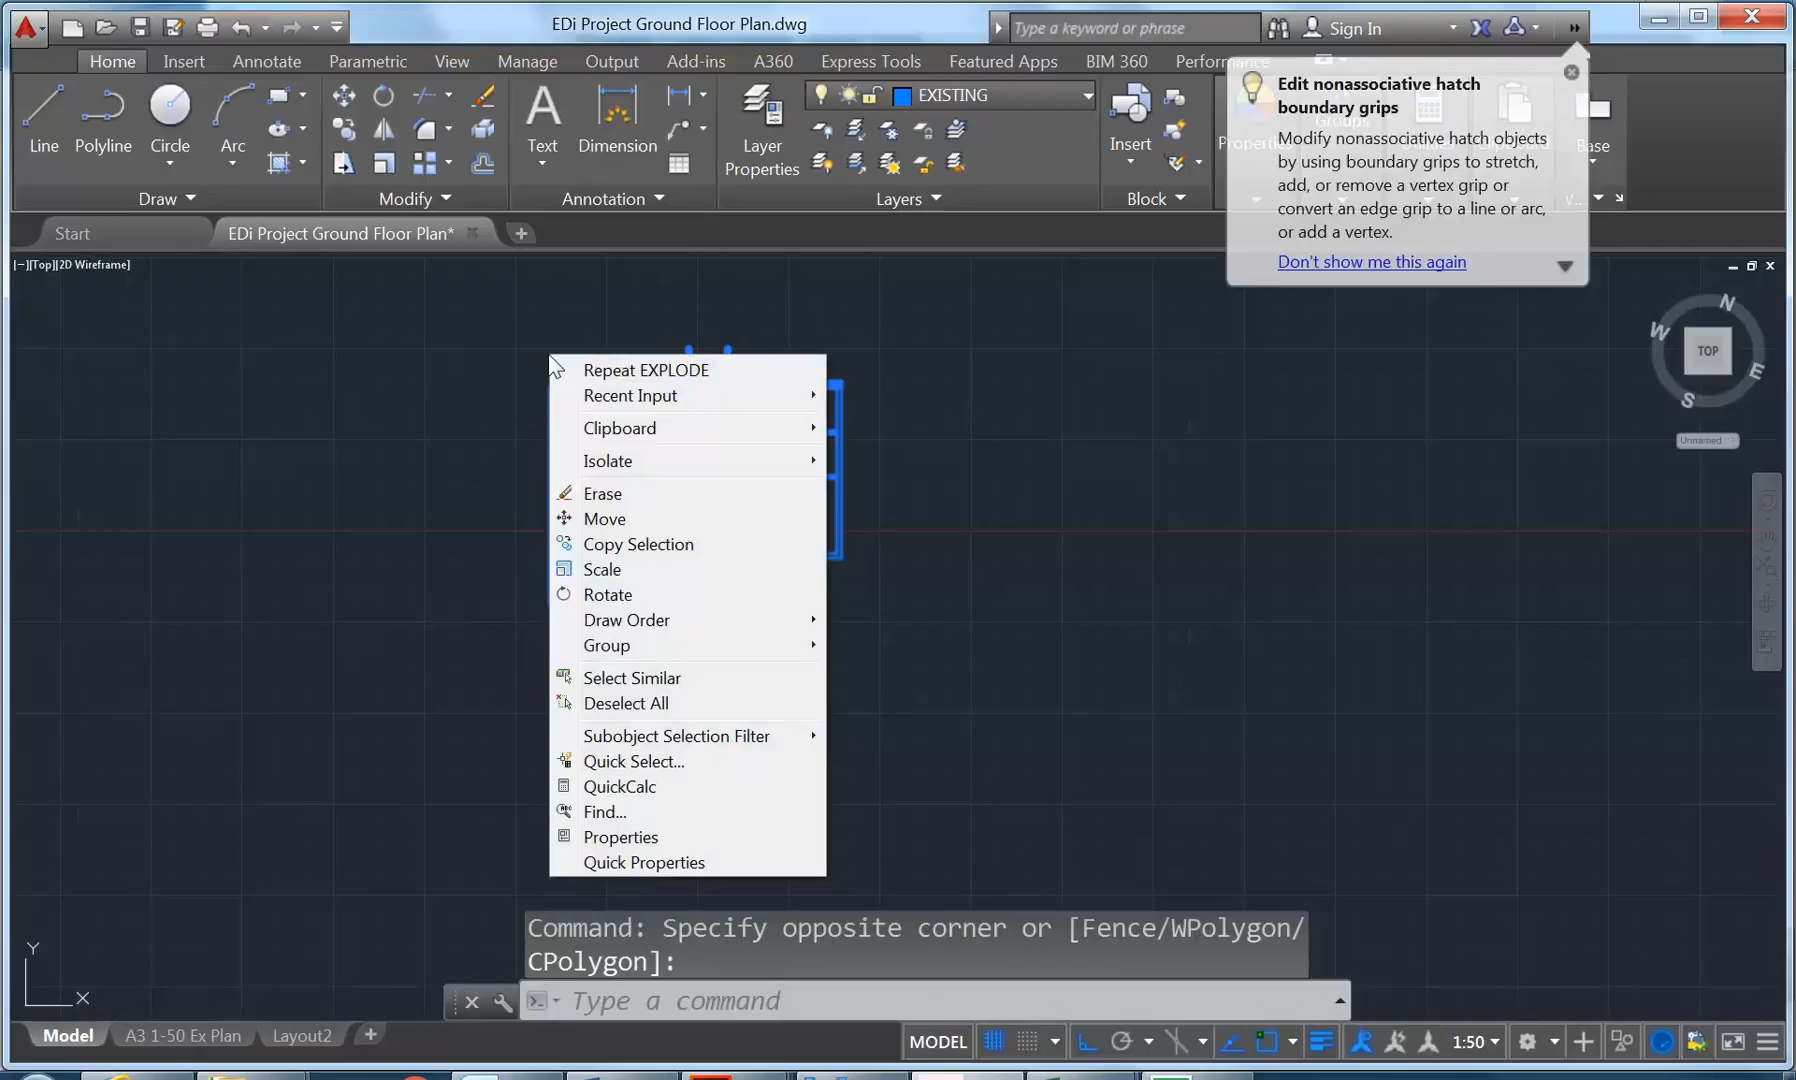 EDi Project Ground Floor Plan.dwg
Type a keyword or phrase
Sign In
Home Insert Annotate Parametric View Manage Output Add-ins A360 Express Tools Featured Apps BIM 360 Performance
Line Polyline Circle Arc
Text Dimension
Layer
Properties
EXISTING
Insert
Properties
Groups
Base
Draw Modify Annotation Layers Block
V...
Edit nonassociative hatch
boundary grips
Modify nonassociative hatch objects
by using boundary grips to stretch,
add, or remove a vertex grip or
convert an edge grip to a line or arc,
or add a vertex.
Don't show me this again
Start
EDi Project Ground Floor Plan*
[−][Top][2D Wireframe]
N
W
TOP
E
S
Unnamed
Repeat EXPLODE
Recent Input
Clipboard
Isolate
Erase
Move
Copy Selection
Scale
Rotate
Draw Order
Group
Select Similar
Deselect All
Subobject Selection Filter
Quick Select...
QuickCalc
Find...
Properties
Quick Properties
Command: Specify opposite corner or [Fence/WPolygon/
CPolygon]:
Type a command
Y
X
Model A3 1-50 Ex Plan Layout2
MODEL
1:50